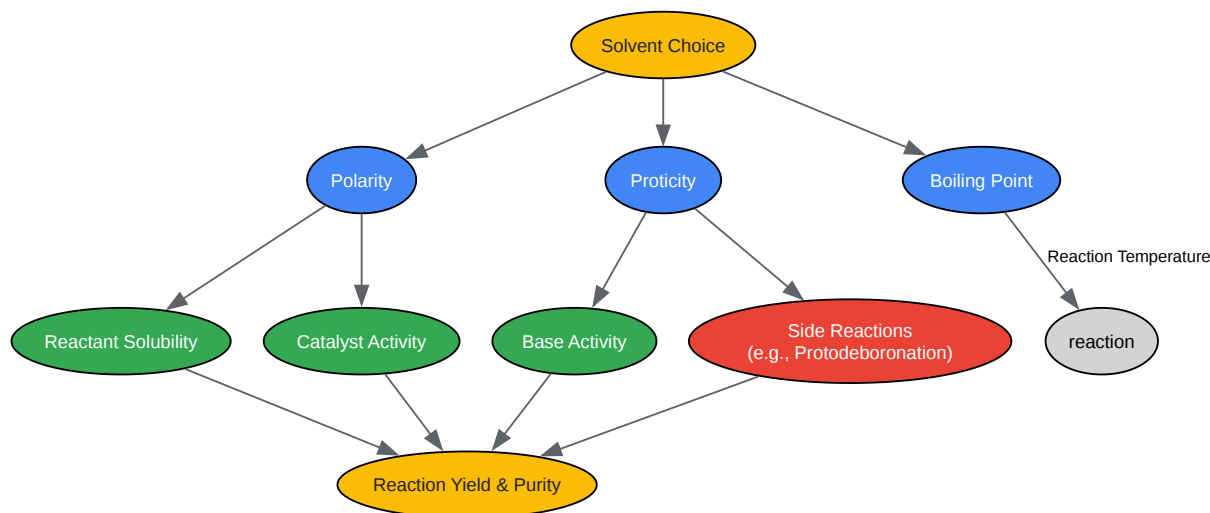 Solvent Choice
Polarity
Proticity
Boiling Point
Reaction Temperature
Reactant Solubility
Catalyst Activity
Base Activity
Side Reactions
(e.g., Protodeboronation)
reaction
Reaction Yield & Purity